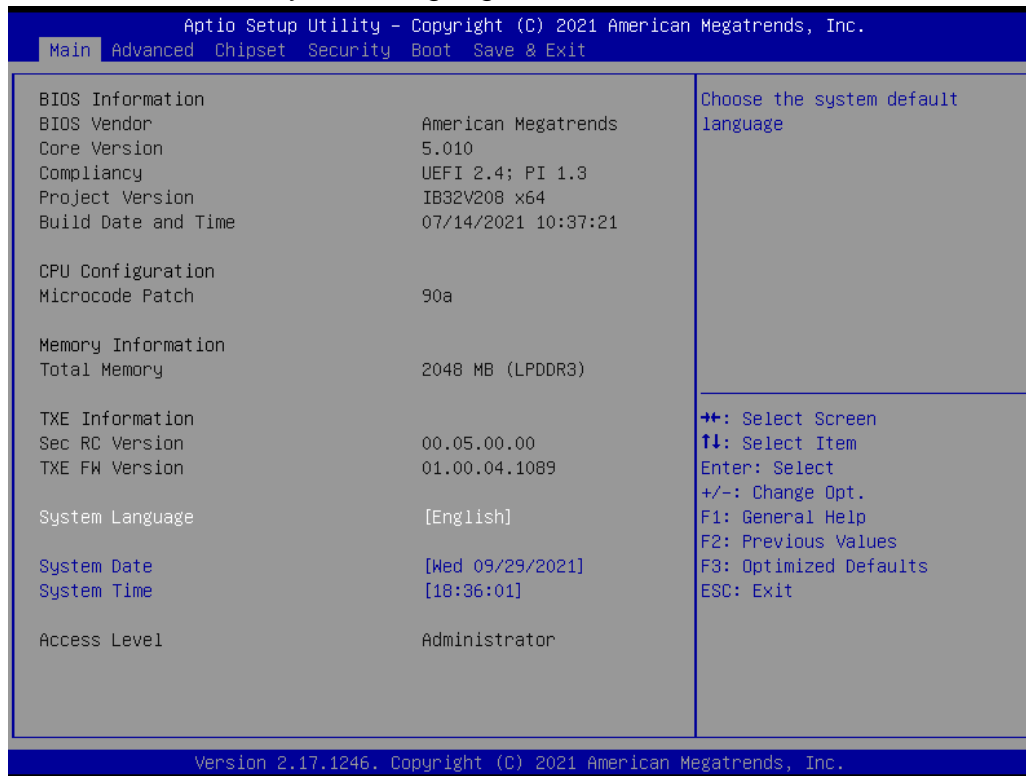 Aptio Setup Utility – Copyright (C) 2021 American Megatrends, Inc.
Main Advanced Chipset Security Boot Save & Exit
BIOS Information
BIOS Vendor American Megatrends
Core Version 5.010
Compliancy UEFI 2.4; PI 1.3
Project Version IB32V208 x64
Build Date and Time 07/14/2021 10:37:21
CPU Configuration
Microcode Patch 90a
Memory Information
Total Memory 2048 MB (LPDDR3)
TXE Information
Sec RC Version 00.05.00.00
TXE FW Version 01.00.04.1089
System Language [English]
System Date [Wed 09/29/2021]
System Time [18:36:01]
Access Level Administrator
Choose the system default
language
→←: Select Screen
↑↓: Select Item
Enter: Select
+/-: Change Opt.
F1: General Help
F2: Previous Values
F3: Optimized Defaults
ESC: Exit
Version 2.17.1246. Copyright (C) 2021 American Megatrends, Inc.